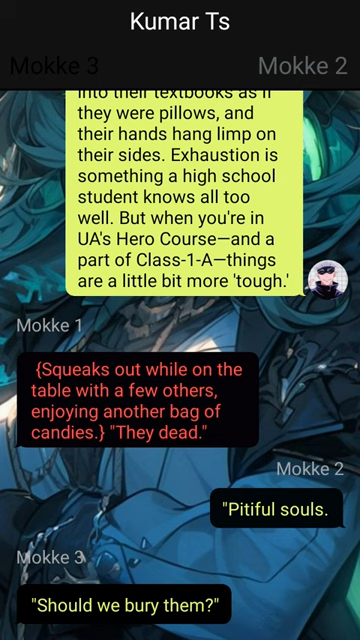 Kumar Ts
Mokke 3
Mokke 2
into their textbooks as if
they were pillows, and
their hands hang limp on
their sides. Exhaustion is
something a high school
student knows all too
well. But when you're in
UA's Hero Course—and a
part of Class-1-A—things
are a little bit more 'tough.'
Mokke 1
{Squeaks out while on the
table with a few others,
enjoying another bag of
candies.} "They dead."
Mokke 2
"Pitiful souls.
Mokke 3
"Should we bury them?"